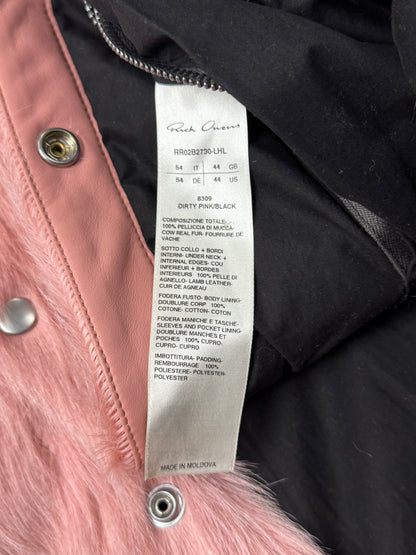 Rick Owens
RR02B2730-LHL
54 IT 44 GB
54 DE 44 US
8309
DIRTY PINK/BLACK
COMPOSIZIONE TOTALE-
100% PELLICCIA DI MUCCA-
COW REAL FUR- FOURRURE DE
VACHE
SOTTO COLLO + BORDI
INTERNI- UNDER NECK +
INTERNAL EDGES- COU
INFERIEUR + BORDES
INTERIEURS 100% PELLE DI
AGNELLO- LAMB LEATHER-
CUIR DE AGNEAU
FODERA FUSTO- BODY LINING-
DOUBLURE CORP 100%
COTONE- COTTON- COTON
FODERA MANICHE E TASCHE-
SLEEVES AND POCKET LINING-
DOUBLURE MANCHES ET
POCHES 100% CUPRO-
CUPRO- CUPRO
IMBOTTITURA- PADDING-
REMBOURRAGE 100%
POLIESTERE- POLYESTER-
POLYESTER
MADE IN MOLDOVA